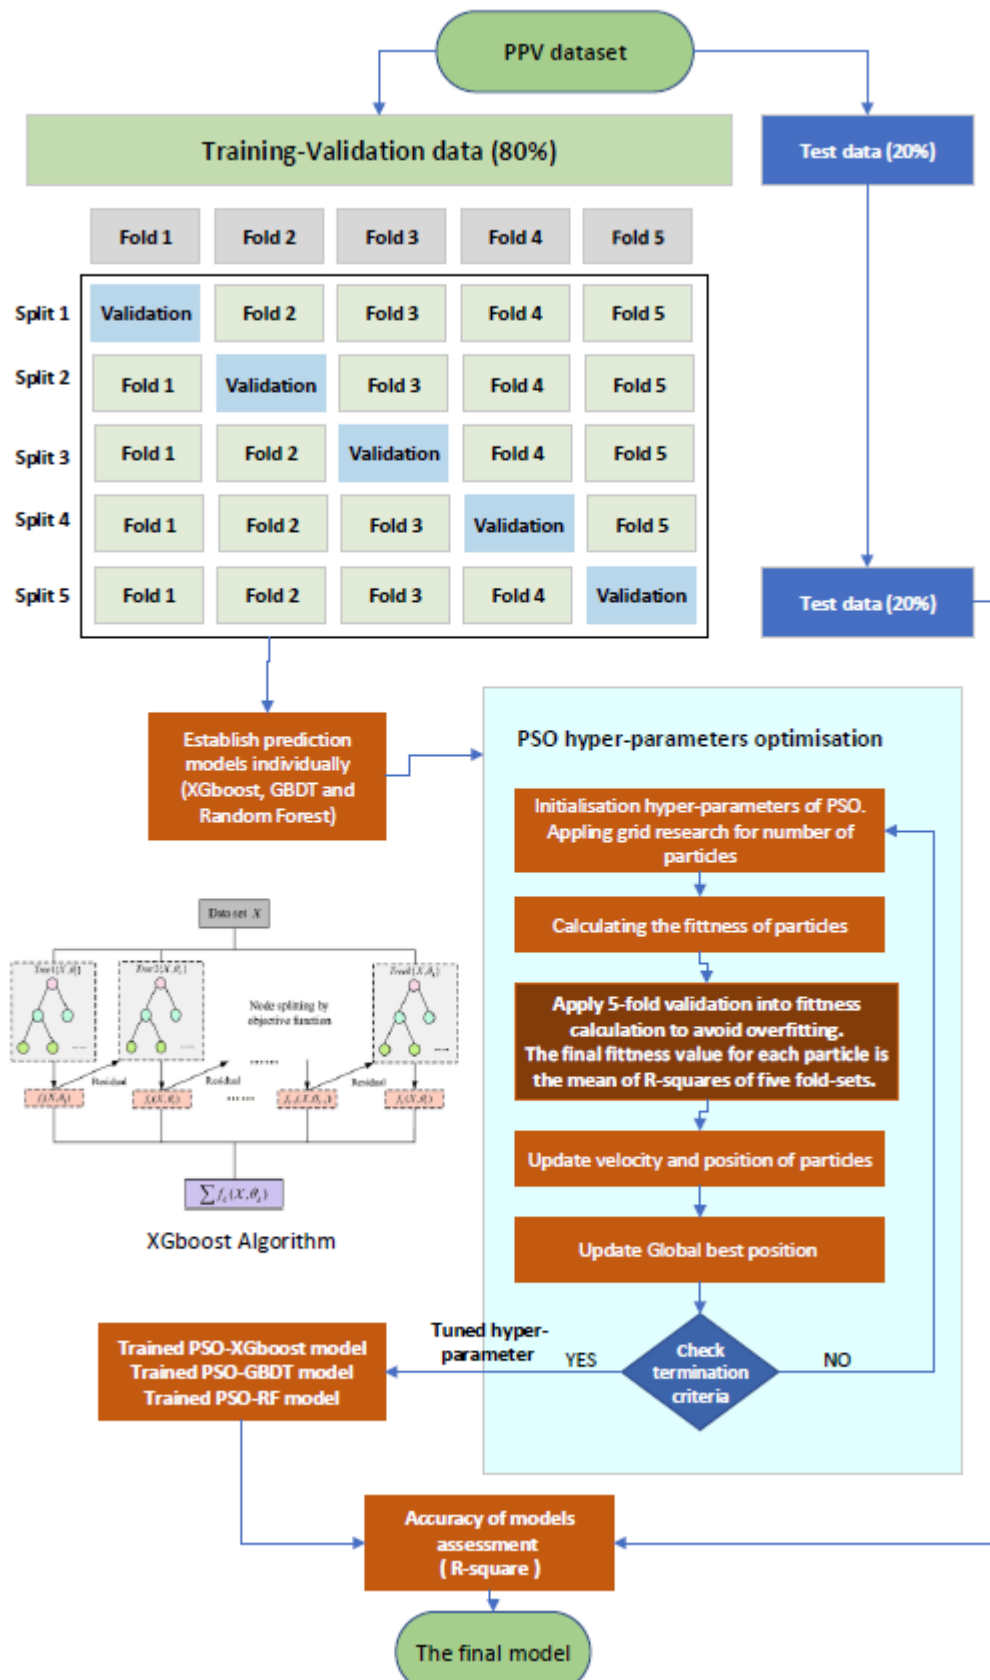 PPV dataset
Training-Validation data (80%)
Test data (20%)
Fold 1
Fold 2
Fold 3
Fold 4
Fold 5
Split 1
Validation
Fold 2
Fold 3
Fold 4
Fold 5
Split 2
Fold 1
Validation
Fold 3
Fold 4
Fold 5
Split 3
Fold 1
Fold 2
Validation
Fold 4
Fold 5
Split 4
Fold 1
Fold 2
Fold 3
Validation
Fold 5
Split 5
Fold 1
Fold 2
Fold 3
Fold 4
Validation
Test data (20%)
Establish prediction
models individually
(XGboost, GBDT and
Random Forest)
PSO hyper-parameters optimisation
Initialisation hyper-parameters of PSO.
Appling grid research for number of
particles
Calculating the fittness of particles
Apply 5-fold validation into fittness
calculation to avoid overfitting.
The final fittness value for each particle is
the mean of R-squares of five fold-sets.
Update velocity and position of particles
Update Global best position
Check
termination
criteria
YES
NO
Tuned hyper-
parameter
Data set X
Node splitting by
objective function
Residual
Residual
Residual
∑ f_k(X,θ_k)
XGboost Algorithm
Trained PSO-XGboost model
Trained PSO-GBDT model
Trained PSO-RF model
Accuracy of models
assessment
( R-square )
The final model